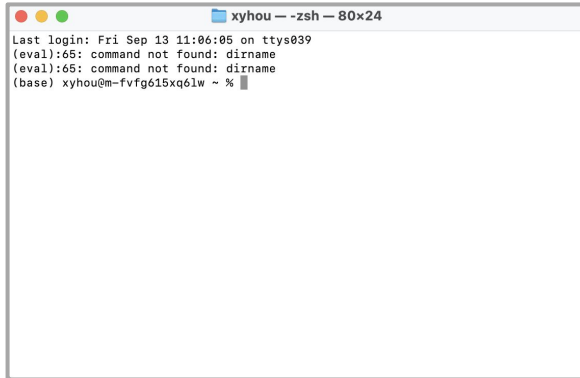 xyhou — -zsh — 80×24
Last login: Fri Sep 13 11:06:05 on ttys039
(eval):65: command not found: dirname
(eval):65: command not found: dirname
(base) xyhou@m-fvfg615xq6lw ~ %